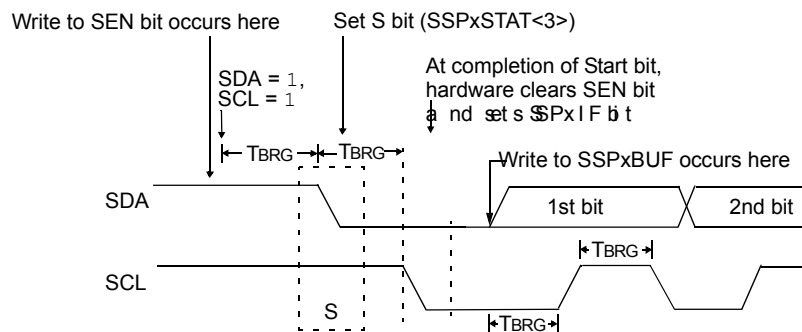 Write to SEN bit occurs here
Set S bit (SSPxSTAT<3>)
SDA = 1,
SCL = 1
At completion of Start bit,
hardware clears SEN bit
and sets SSPxIF bit
TBRG
TBRG
Write to SSPxBUF occurs here
SDA
1st bit
2nd bit
TBRG
SCL
S
TBRG